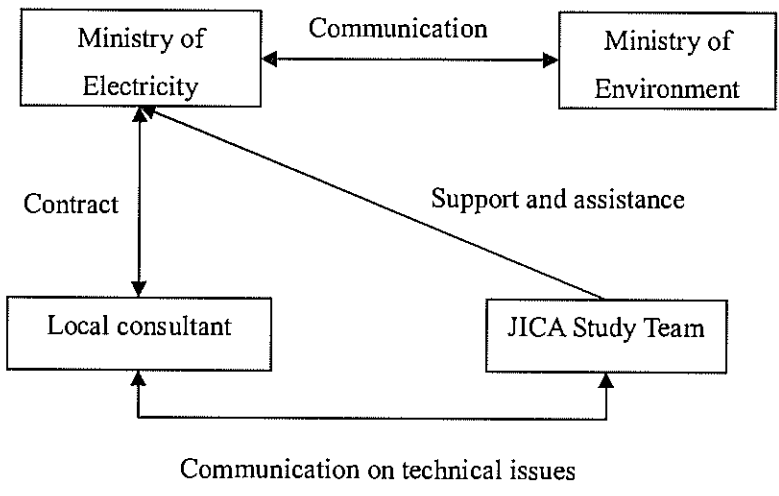 Ministry of
Electricity
Communication
Ministry of
Environment
Contract
Support and assistance
Local consultant
JICA Study Team
Communication on technical issues